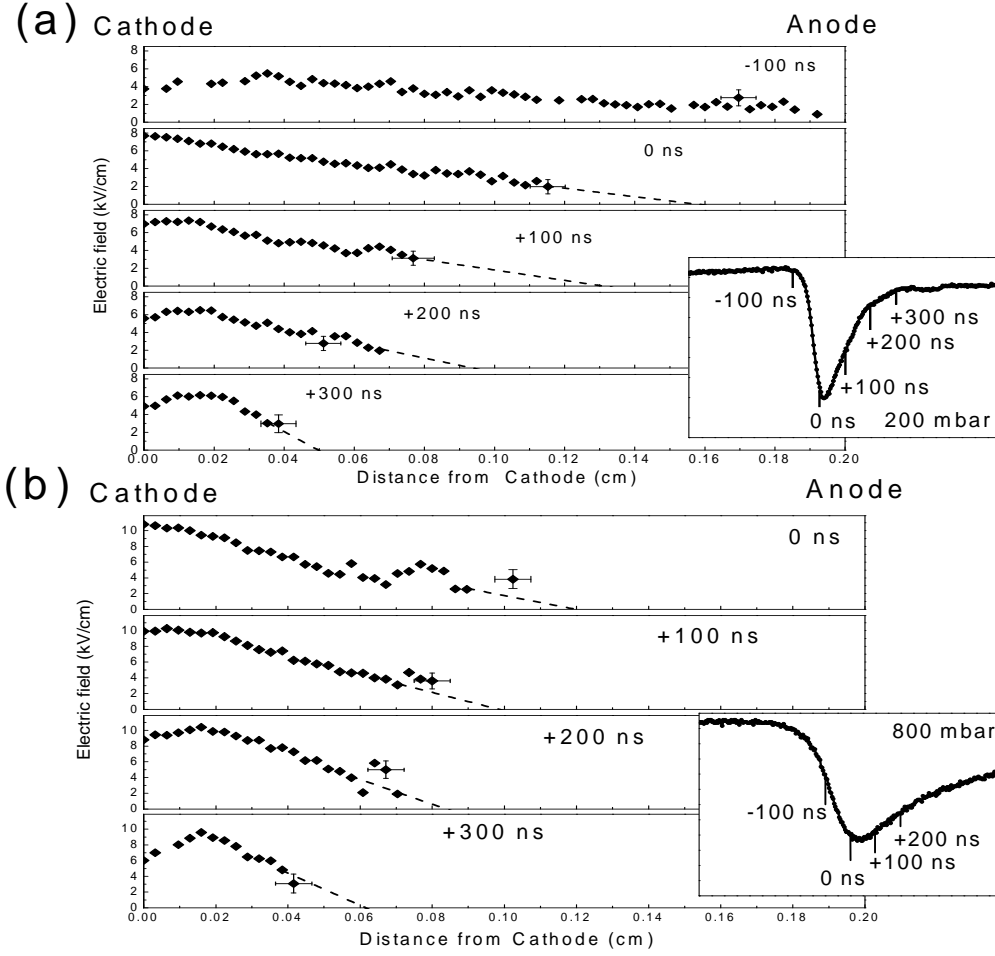 (a) Cathode Anode
8
6
4
2
0
-100 ns
8
6
4
2
0
0 ns
8
6
4
2
0
+100 ns
8
6
4
2
0
+200 ns
8
6
4
2
0
+300 ns
Electric field (kV/cm)
0.00 0.02 0.04 0.06 0.08 0.10 0.12 0.14 0.16 0.18 0.20
Distance from Cathode (cm)
-100 ns
+300 ns
+200 ns
+100 ns
0 ns
200 mbar
(b) Cathode Anode
10
8
6
4
2
0
0 ns
10
8
6
4
2
0
+100 ns
10
8
6
4
2
0
+200 ns
10
8
6
4
2
0
+300 ns
Electric field (kV/cm)
0.00 0.02 0.04 0.06 0.08 0.10 0.12 0.14 0.16 0.18 0.20
Distance from Cathode (cm)
800 mbar
-100 ns
+200 ns
+100 ns
0 ns